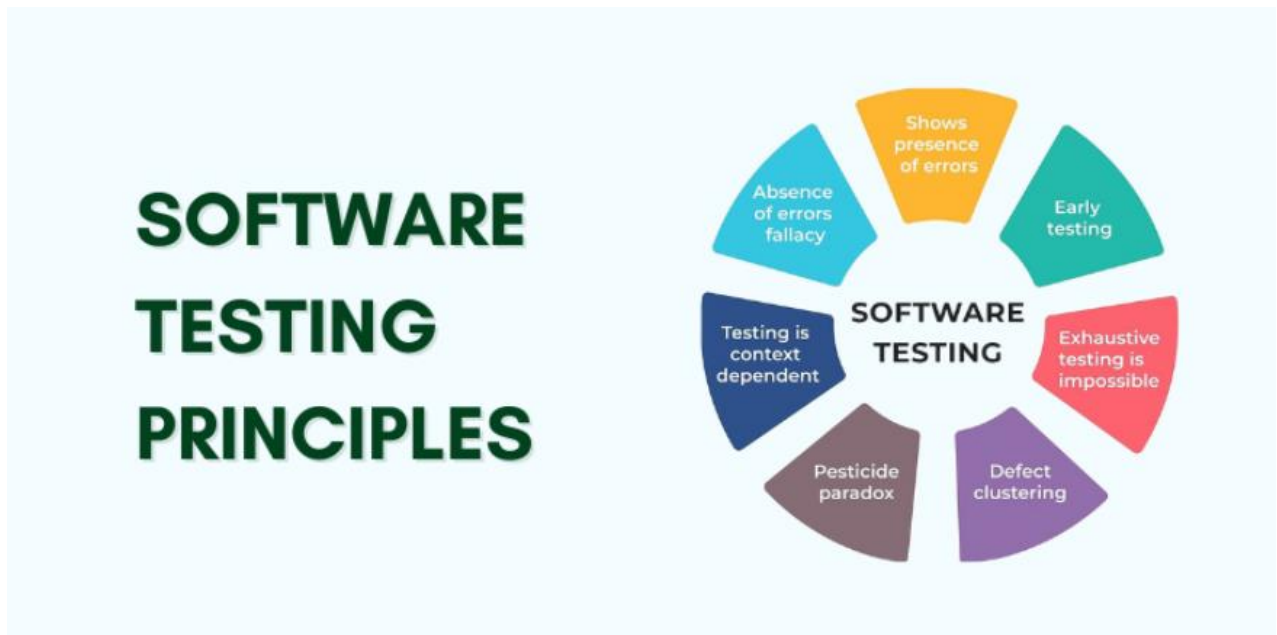 SOFTWARE
TESTING
PRINCIPLES
SOFTWARE
TESTING
Shows
presence
of errors
Early
testing
Exhaustive
testing is
impossible
Defect
clustering
Pesticide
paradox
Testing is
context
dependent
Absence
of errors
fallacy